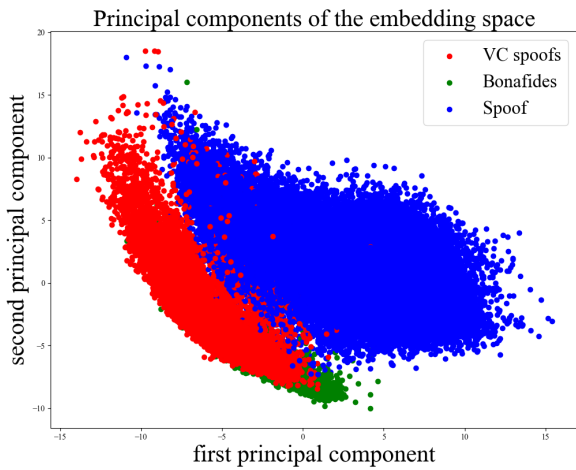 Principal components of the embedding space
VC spoofs
Bonafides
Spoof
20
15
10
5
0
−5
−10
second principal component
−15
−10
−5
0
5
10
15
first principal component